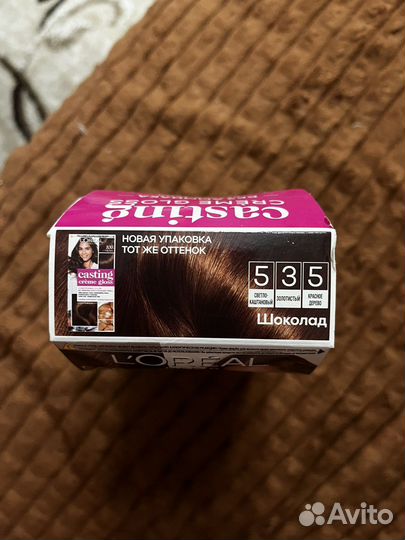 casting
CRÈME GLOSS
НОВАЯ УПАКОВКА
ТОТ ЖЕ ОТТЕНОК
casting
crème gloss
5 3 5
СВЕТЛО-КАШТАНОВЫЙ ЗОЛОТИСТЫЙ КРАСНОЕ ДЕРЕВО
Шоколад
L'ORÉAL
Avito